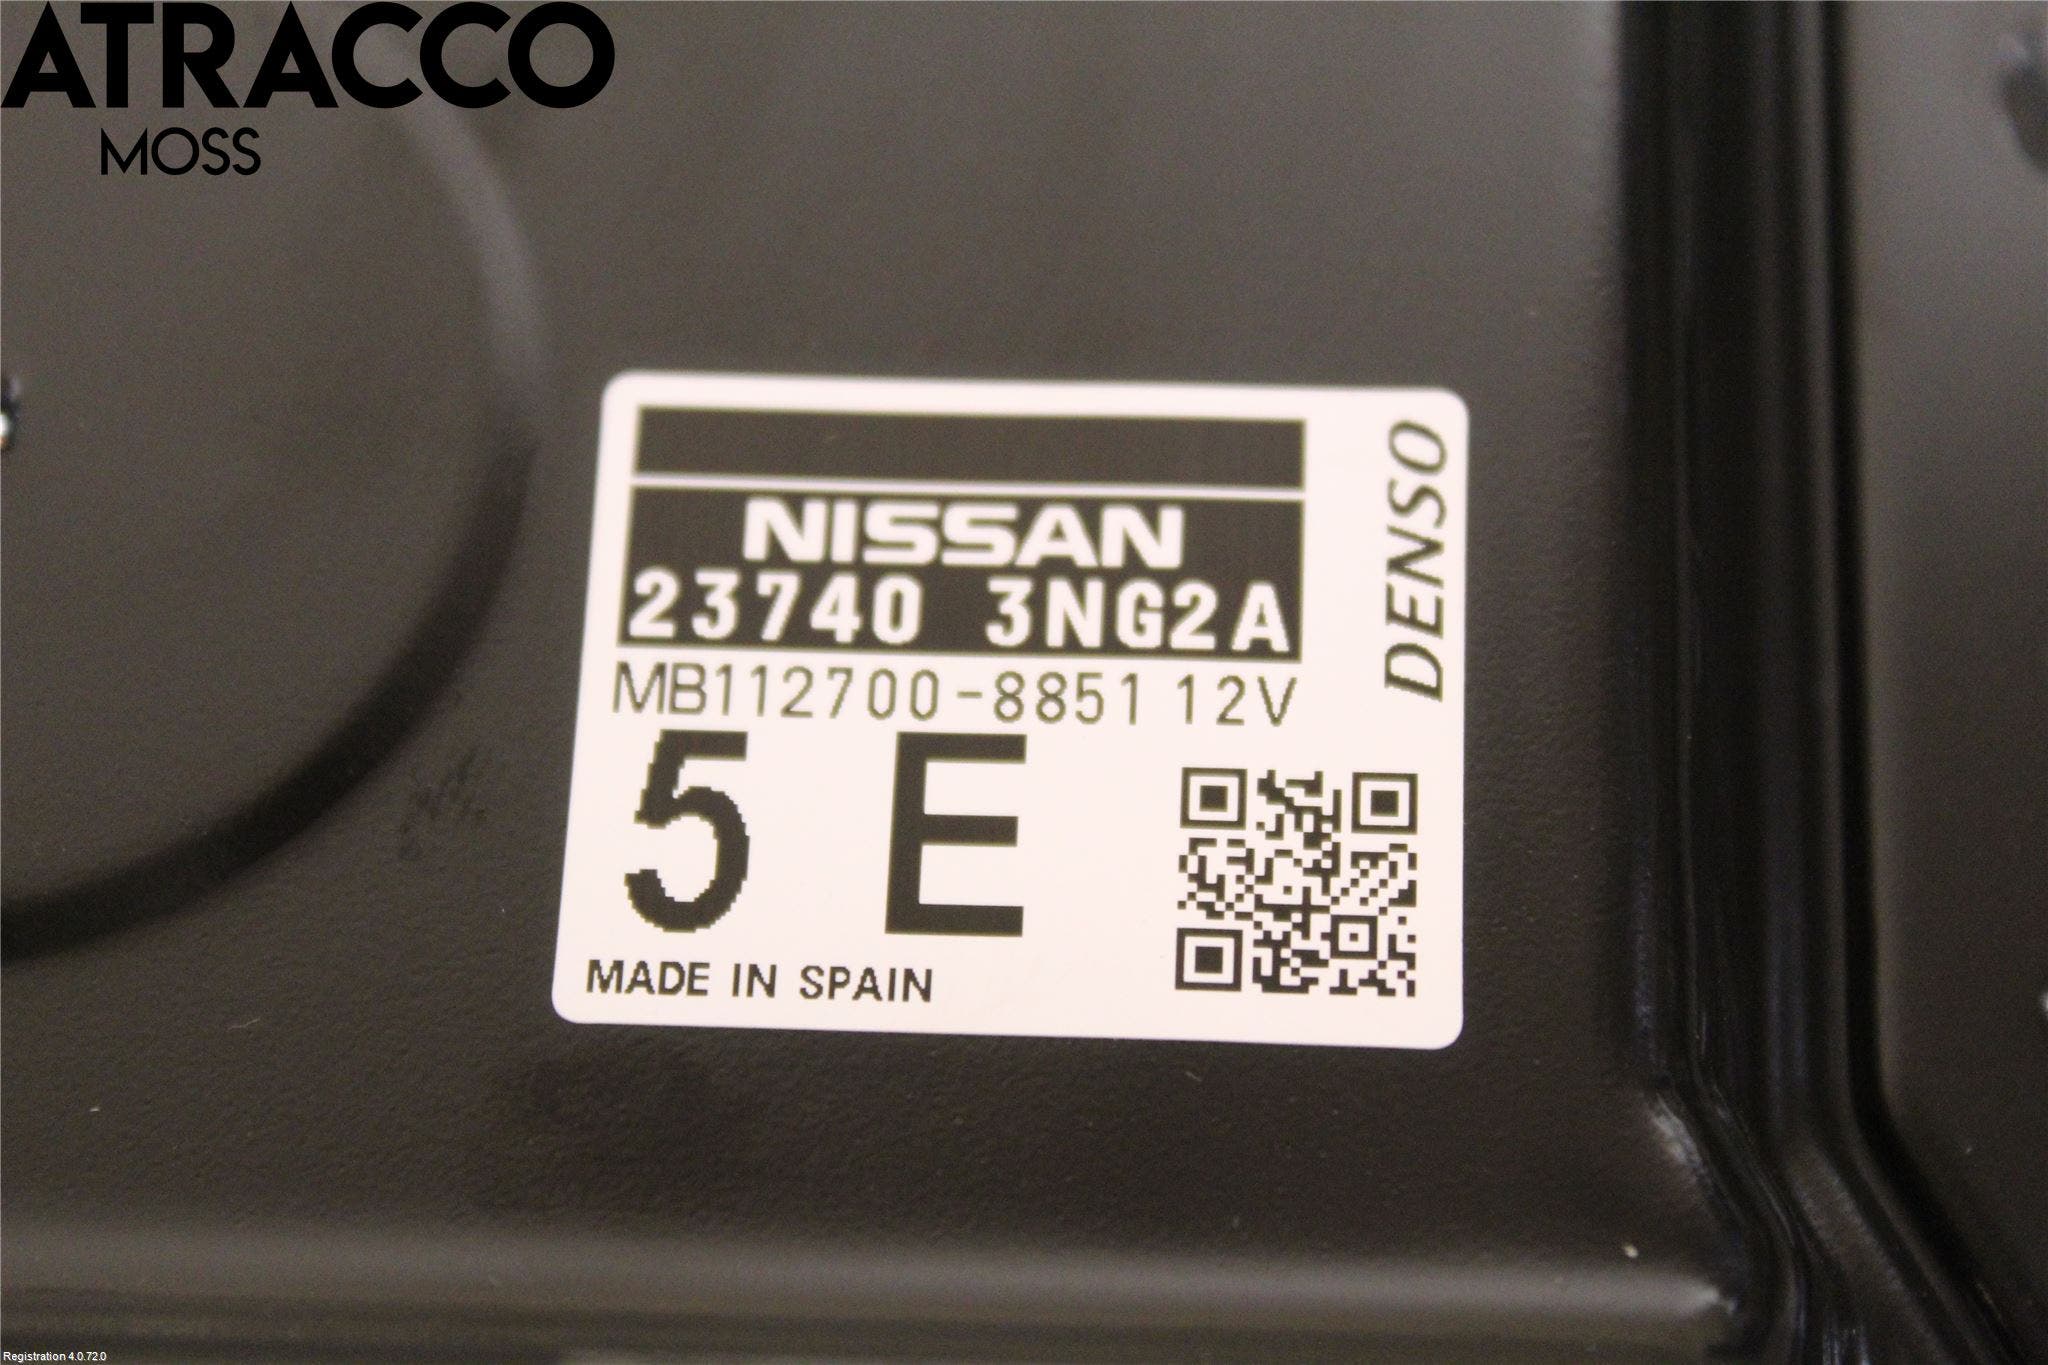 ATRACCO
MOSS
NISSAN
23740 3NG2A
MB112700-8851 12V
5 E
MADE IN SPAIN
DENSO
Registration 4.0.72.0